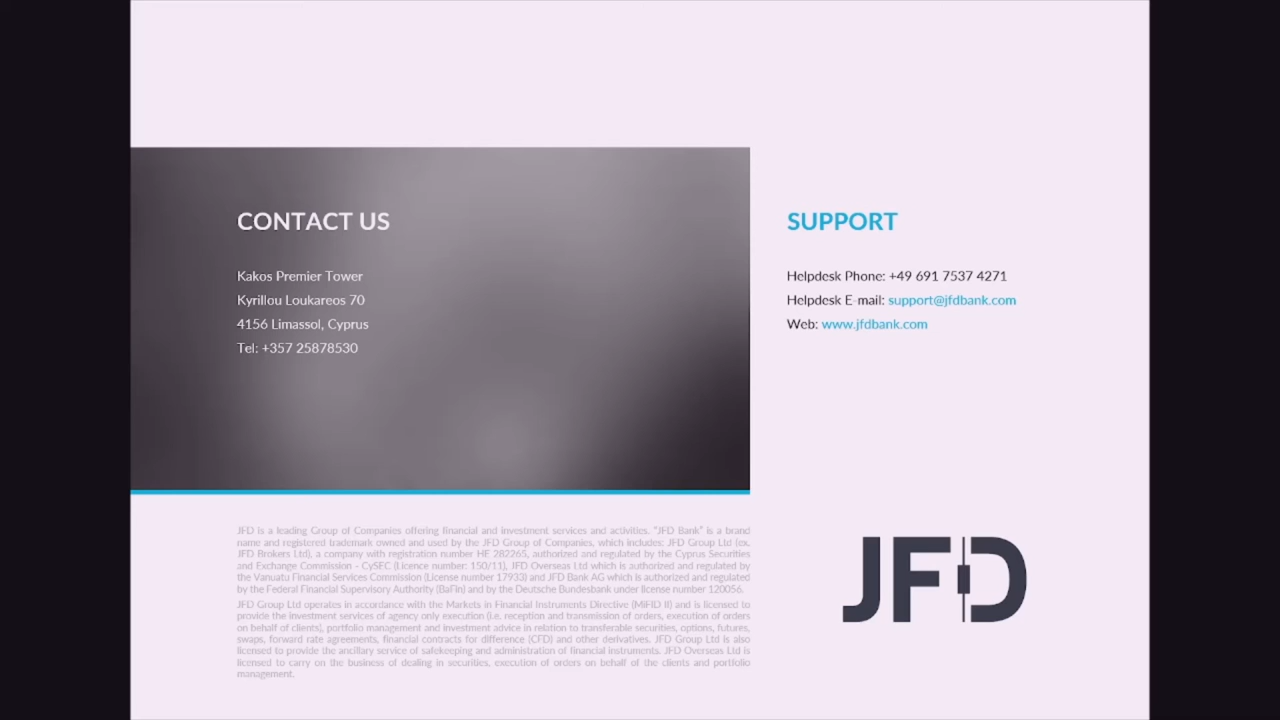 CONTACT US
Kakos Premier Tower
Kyrillou Loukareos 70
4156 Limassol, Cyprus
Tel: +357 25878530
SUPPORT
Helpdesk Phone: +49 691 7537 4271
Helpdesk E-mail: support@jfdbank.com
Web: www.jfdbank.com
JFD is a leading Group of Companies offering financial and investment services and activities. “JFD Bank” is a brand
name and registered trademark owned and used by the JFD Group of Companies, which includes: JFD Group Ltd (ex.
JFD Brokers Ltd), a company with registration number HE 282265, authorized and regulated by the Cyprus Securities
and Exchange Commission - CySEC (Licence number: 150/11), JFD Overseas Ltd which is authorized and regulated by
the Vanuatu Financial Services Commission (License number 17933) and JFD Bank AG which is authorized and regulated
by the Federal Financial Supervisory Authority (BaFin) and by the Deutsche Bundesbank under license number 120056.
JFD Group Ltd operates in accordance with the Markets in Financial Instruments Directive (MiFID II) and is licensed to
provide the investment services of agency only execution (i.e. reception and transmission of orders, execution of orders
on behalf of clients), portfolio management and investment advice in relation to transferable securities, options, futures,
swaps, forward rate agreements, financial contracts for difference (CFD) and other derivatives. JFD Group Ltd is also
licensed to provide the ancillary service of safekeeping and administration of financial instruments. JFD Overseas Ltd is
licensed to carry on the business of dealing in securities, execution of orders on behalf of the clients and portfolio
management.
JFD